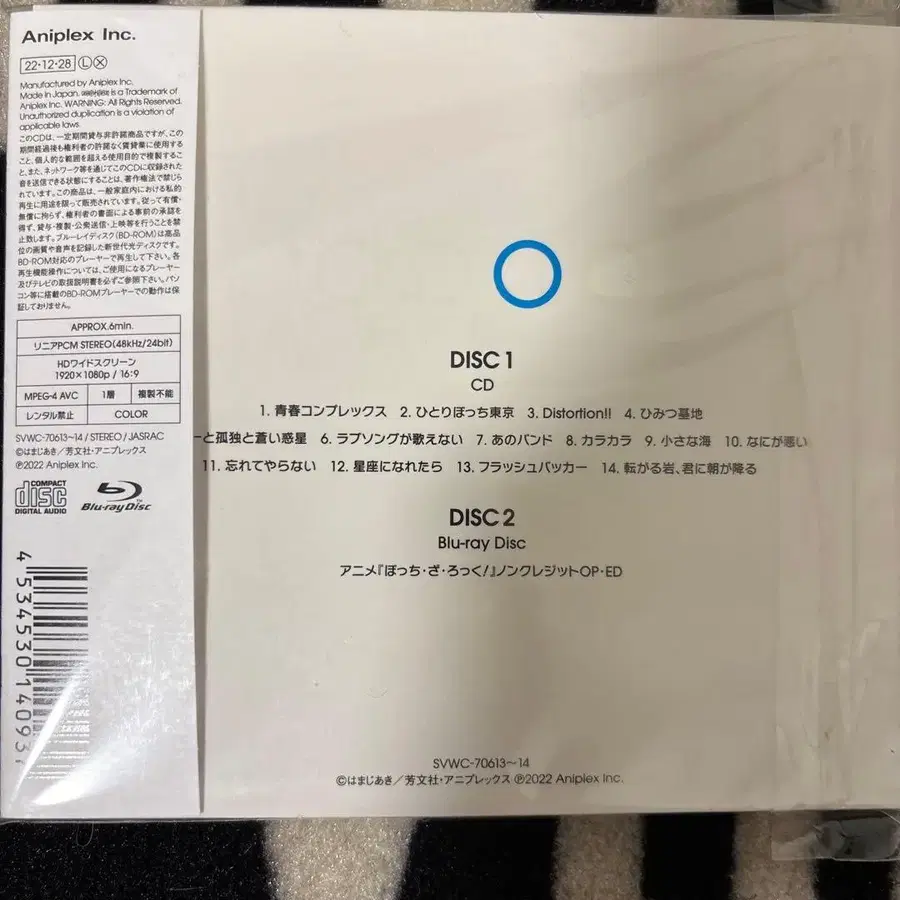 Aniplex Inc.
22・12・28 Ⓛ Ⓧ
Manufactured by Aniplex Inc.
Made in Japan. is a Trademark of
Aniplex Inc. WARNING: All Rights Reserved.
Unauthorized duplication is a violation of
applicable laws.
このCDは、一定期間貸与非許諾商品ですが、この
期間経過後も権利者の許諾なく賃貸業に使用する
こと、個人的な範囲を超える使用目的で複製するこ
と、また、ネットワーク等を通じてこのCDに収録された
音を送信できる状態にすることは、著作権法で禁じら
れています。この商品は、一般家庭内における私的
再生に用途を限って販売されています。従って有償・
無償に拘らず、権利者の書面による事前の承認を
得ず、貸与・複製・公衆送信・上映等を行うことを禁
止致します。ブルーレイディスク(BD-ROM)は高品
位の画質や音声を記録した新世代光ディスクです。
BD-ROM対応のプレーヤーで再生して下さい。各
再生機能操作については、ご使用になるプレーヤー
及びテレビの取扱説明書を必ずご参照下さい。パソ
コン等に搭載のBD-ROMプレーヤーでの動作は保
証しておりません。
APPROX.6min.
リニアPCM STEREO(48kHz/24bit)
HDワイドスクリーン
1920×1080p / 16:9
MPEG-4 AVC 1層 複製不能
レンタル禁止 COLOR
SVWC-70613~14 / STEREO / JASRAC
©はまじあき/芳文社・アニプレックス
℗2022 Aniplex Inc.
COMPACT disc DIGITAL AUDIO Blu-ray Disc™
4 534530 14093
DISC 1
CD
1. 青春コンプレックス 2. ひとりぼっち東京 3. Distortion!! 4. ひみつ基地
ーと孤独と蒼い惑星 6. ラブソングが歌えない 7. あのバンド 8. カラカラ 9. 小さな海 10. なにが悪い
11. 忘れてやらない 12. 星座になれたら 13. フラッシュバッカー 14. 転がる岩、君に朝が降る
DISC 2
Blu-ray Disc
アニメ『ぼっち・ざ・ろっく!』ノンクレジットOP・ED
SVWC-70613~14
©はまじあき/芳文社・アニプレックス ℗2022 Aniplex Inc.